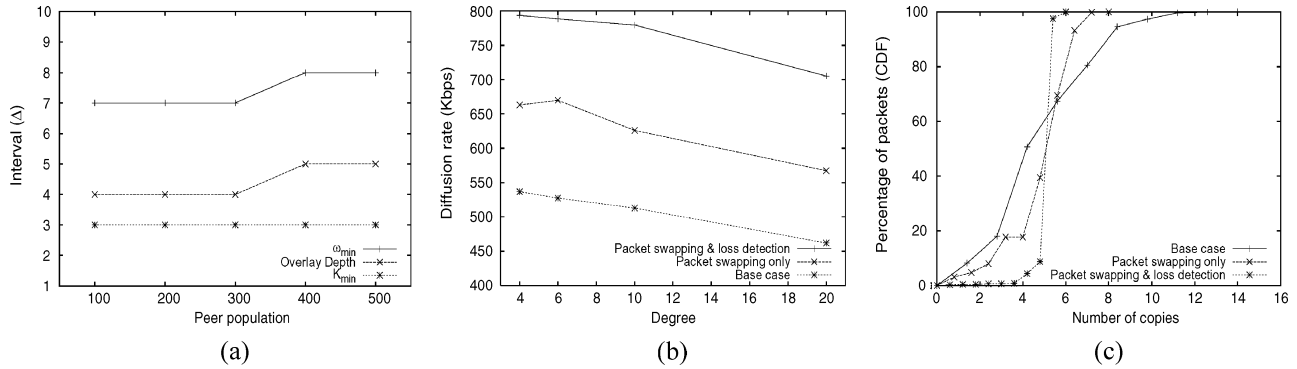 10
9
8
7
6
5
4
3
2
1
Interval (Δ)
100 200 300 400 500
Peer population
ωmin
Overlay Depth
Kmin
(a)
800
750
700
650
600
550
500
450
400
Diffusion rate (Kbps)
4 6 8 10 12 14 16 18 20
Degree
Packet swapping & loss detection
Packet swapping only
Base case
(b)
100
80
60
40
20
0
Percentage of packets (CDF)
0 2 4 6 8 10 12 14 16
Number of copies
Base case
Packet swapping only
Packet swapping & loss detection
(c)